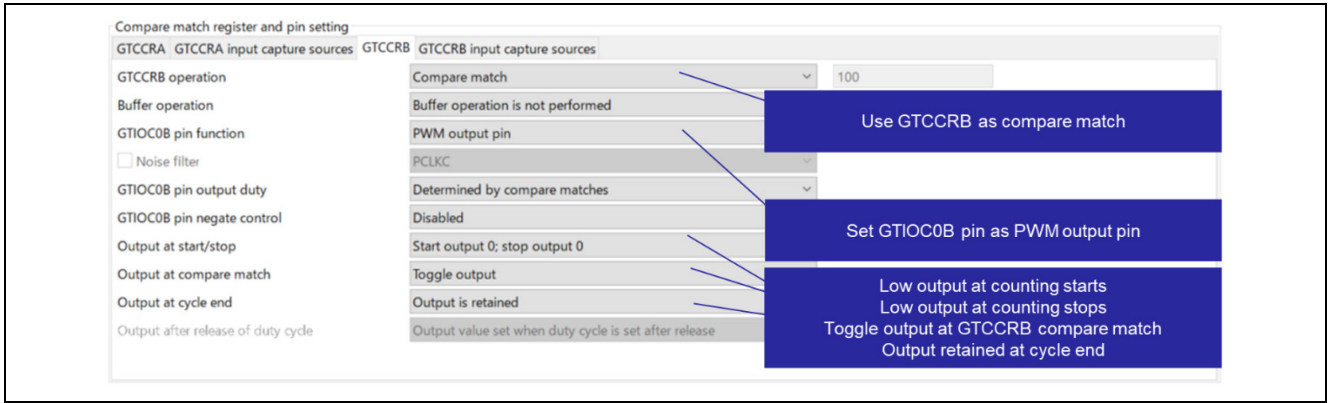 Compare match register and pin setting
GTCCRA GTCCRA input capture sources GTCCRB GTCCRB input capture sources
GTCCRB operation Compare match 100
Buffer operation Buffer operation is not performed
Use GTCCRB as compare match
GTIOC0B pin function PWM output pin
Noise filter PCLKC
GTIOC0B pin output duty Determined by compare matches
GTIOC0B pin negate control Disabled
Set GTIOC0B pin as PWM output pin
Output at start/stop Start output 0; stop output 0
Output at compare match Toggle output
Output at cycle end Output is retained
Output after release of duty cycle Output value set when duty cycle is set after release
Low output at counting starts
Low output at counting stops
Toggle output at GTCCRB compare match
Output retained at cycle end